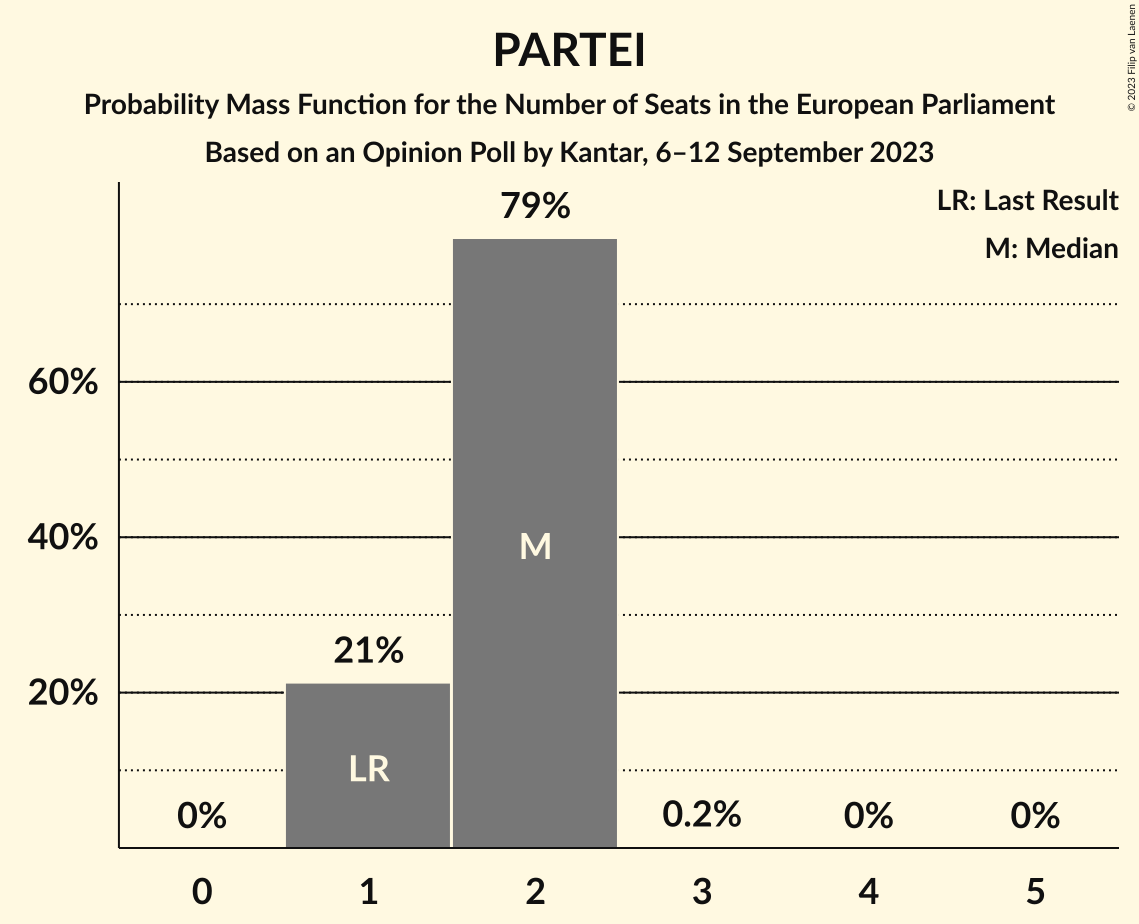 PARTEI
Probability Mass Function for the Number of Seats in the European Parliament
Based on an Opinion Poll by Kantar, 6–12 September 2023
© 2023 Filip van Laenen
LR: Last Result
M: Median
79%
60%
40%
20%
21%
M
LR
0%
0.2%
0%
0%
0
1
2
3
4
5